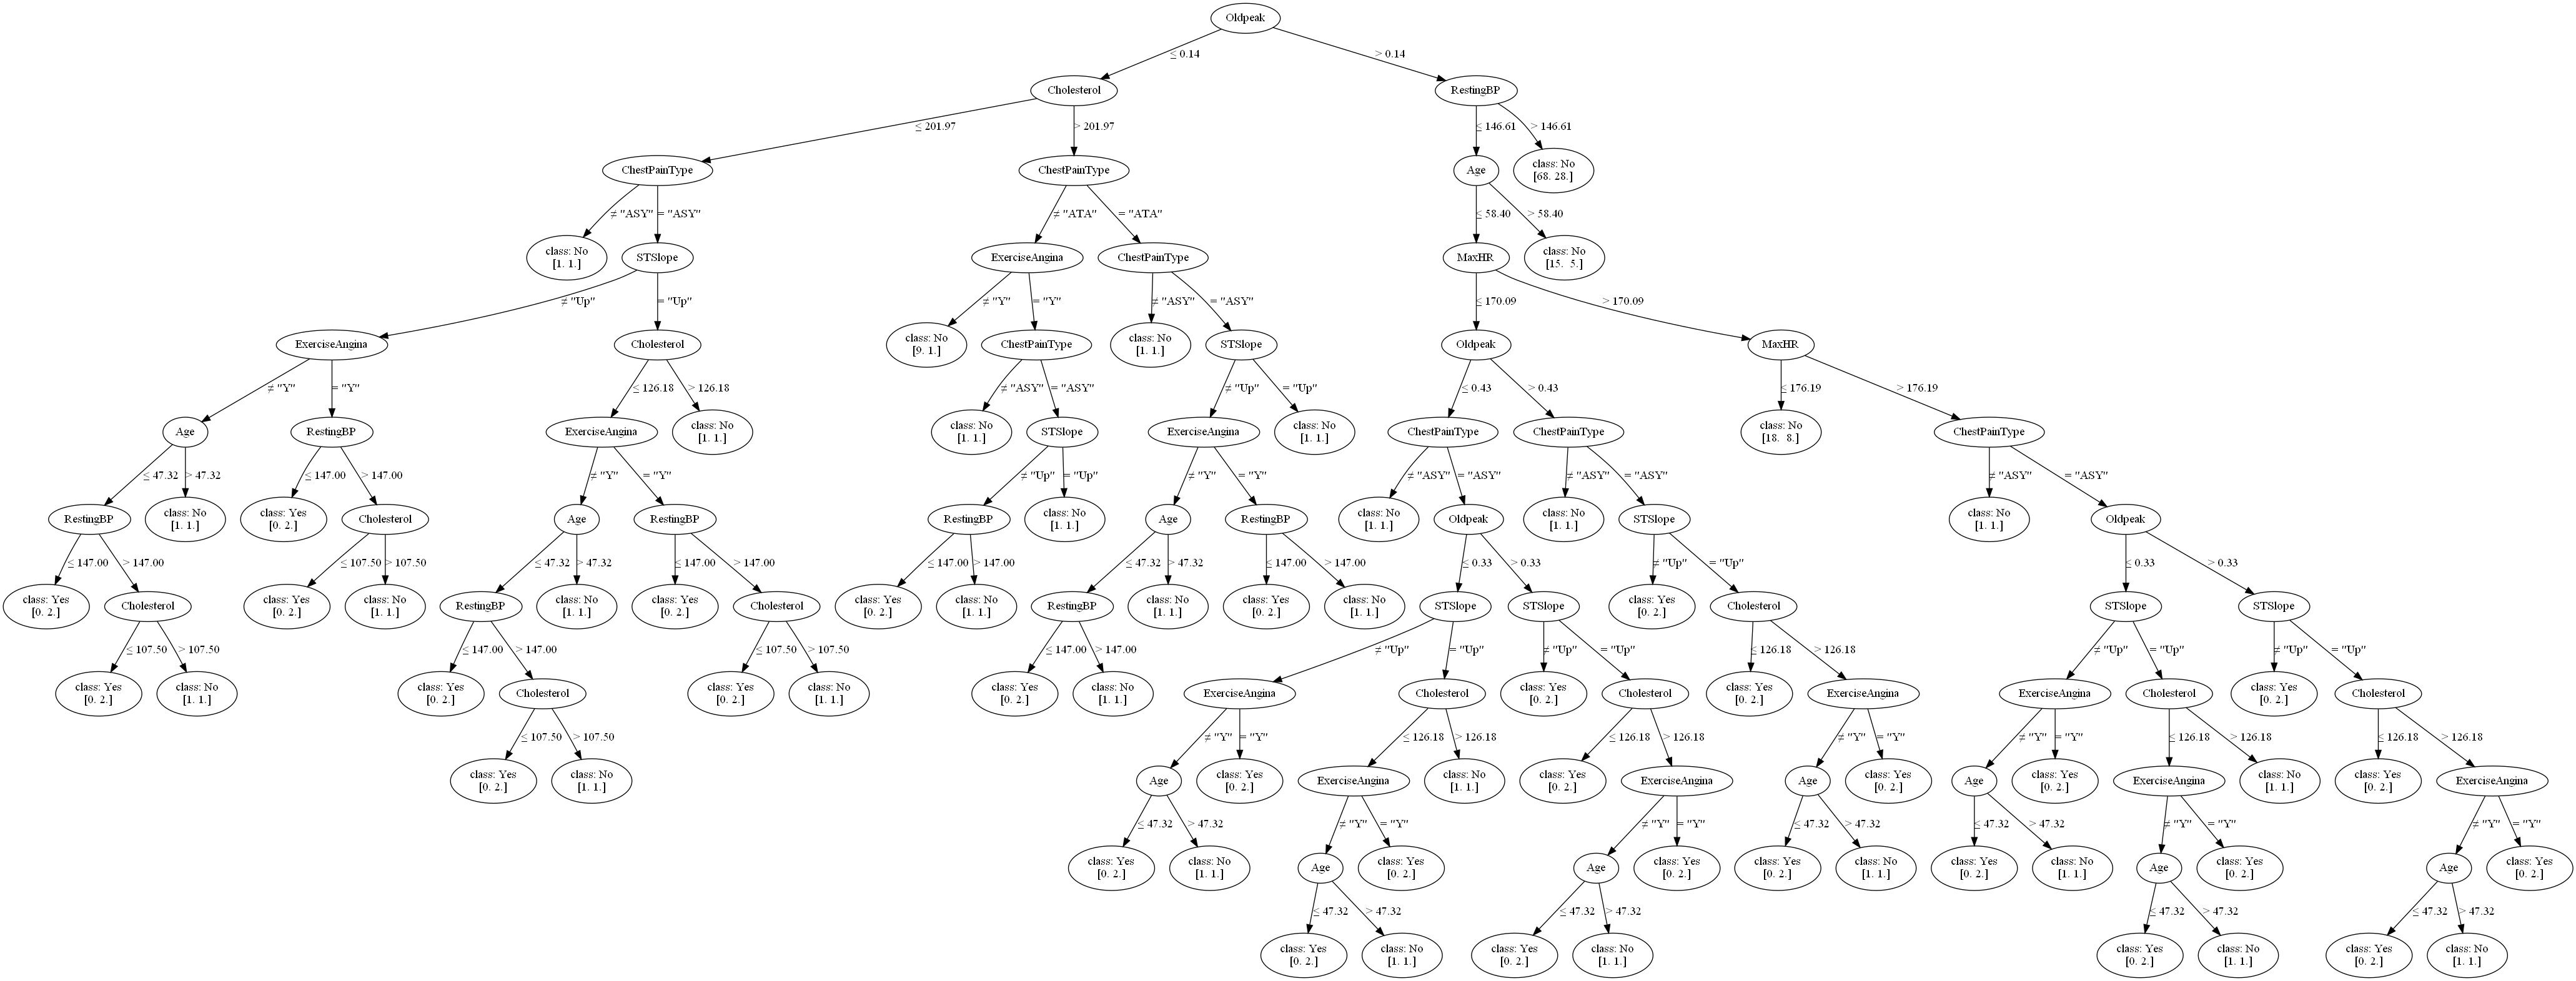 Oldpeak
≤ 0.14
> 0.14
Cholesterol
RestingBP
≤ 201.97
> 201.97
≤ 146.61
> 146.61
ChestPainType
ChestPainType
Age
class: No
[68. 28.]
≠ "ASY"
= "ASY"
≠ "ATA"
= "ATA"
≤ 58.40
> 58.40
class: No
[1. 1.]
STSlope
ExerciseAngina
ChestPainType
MaxHR
class: No
[15.  5.]
≠ "Up"
= "Up"
≠ "Y"
= "Y"
≠ "ASY"
= "ASY"
≤ 170.09
> 170.09
ExerciseAngina
Cholesterol
class: No
[9. 1.]
ChestPainType
class: No
[1. 1.]
STSlope
Oldpeak
MaxHR
≠ "Y"
= "Y"
≤ 126.18
> 126.18
≠ "ASY"
= "ASY"
≠ "Up"
= "Up"
≤ 0.43
> 0.43
≤ 176.19
> 176.19
Age
RestingBP
ExerciseAngina
class: No
[1. 1.]
class: No
[1. 1.]
STSlope
ExerciseAngina
class: No
[1. 1.]
ChestPainType
ChestPainType
class: No
[18.  8.]
ChestPainType
≤ 47.32
> 47.32
≤ 147.00
> 147.00
≠ "Y"
= "Y"
≠ "Up"
= "Up"
≠ "Y"
= "Y"
≠ "ASY"
= "ASY"
≠ "ASY"
= "ASY"
≠ "ASY"
= "ASY"
RestingBP
class: No
[1. 1.]
class: Yes
[0. 2.]
Cholesterol
Age
RestingBP
RestingBP
class: No
[1. 1.]
Age
RestingBP
class: No
[1. 1.]
Oldpeak
class: No
[1. 1.]
STSlope
class: No
[1. 1.]
Oldpeak
≤ 147.00
> 147.00
≤ 107.50
> 107.50
≤ 47.32
> 47.32
≤ 147.00
> 147.00
≤ 147.00
> 147.00
≤ 47.32
> 47.32
≤ 147.00
> 147.00
≤ 0.33
> 0.33
≠ "Up"
= "Up"
≤ 0.33
> 0.33
class: Yes
[0. 2.]
Cholesterol
class: Yes
[0. 2.]
class: No
[1. 1.]
RestingBP
class: No
[1. 1.]
class: Yes
[0. 2.]
Cholesterol
class: Yes
[0. 2.]
class: No
[1. 1.]
RestingBP
class: No
[1. 1.]
class: Yes
[0. 2.]
class: No
[1. 1.]
STSlope
STSlope
class: Yes
[0. 2.]
Cholesterol
STSlope
STSlope
≤ 107.50
> 107.50
≤ 147.00
> 147.00
≤ 107.50
> 107.50
≤ 147.00
> 147.00
≠ "Up"
= "Up"
≠ "Up"
= "Up"
≤ 126.18
> 126.18
≠ "Up"
= "Up"
≠ "Up"
= "Up"
class: Yes
[0. 2.]
class: No
[1. 1.]
class: Yes
[0. 2.]
Cholesterol
class: Yes
[0. 2.]
class: No
[1. 1.]
class: Yes
[0. 2.]
class: No
[1. 1.]
ExerciseAngina
Cholesterol
class: Yes
[0. 2.]
Cholesterol
class: Yes
[0. 2.]
ExerciseAngina
ExerciseAngina
Cholesterol
class: Yes
[0. 2.]
Cholesterol
≤ 107.50
> 107.50
≠ "Y"
= "Y"
≤ 126.18
> 126.18
≤ 126.18
> 126.18
≠ "Y"
= "Y"
≠ "Y"
= "Y"
≤ 126.18
> 126.18
≤ 126.18
> 126.18
class: Yes
[0. 2.]
class: No
[1. 1.]
Age
class: Yes
[0. 2.]
ExerciseAngina
class: No
[1. 1.]
class: Yes
[0. 2.]
ExerciseAngina
Age
class: Yes
[0. 2.]
Age
class: Yes
[0. 2.]
ExerciseAngina
class: No
[1. 1.]
class: Yes
[0. 2.]
ExerciseAngina
≤ 47.32
> 47.32
≠ "Y"
= "Y"
≠ "Y"
= "Y"
≤ 47.32
> 47.32
≤ 47.32
> 47.32
≠ "Y"
= "Y"
≠ "Y"
= "Y"
class: Yes
[0. 2.]
class: No
[1. 1.]
Age
class: Yes
[0. 2.]
Age
class: Yes
[0. 2.]
class: Yes
[0. 2.]
class: No
[1. 1.]
class: Yes
[0. 2.]
class: No
[1. 1.]
Age
class: Yes
[0. 2.]
Age
class: Yes
[0. 2.]
≤ 47.32
> 47.32
≤ 47.32
> 47.32
≤ 47.32
> 47.32
≤ 47.32
> 47.32
class: Yes
[0. 2.]
class: No
[1. 1.]
class: Yes
[0. 2.]
class: No
[1. 1.]
class: Yes
[0. 2.]
class: No
[1. 1.]
class: Yes
[0. 2.]
class: No
[1. 1.]